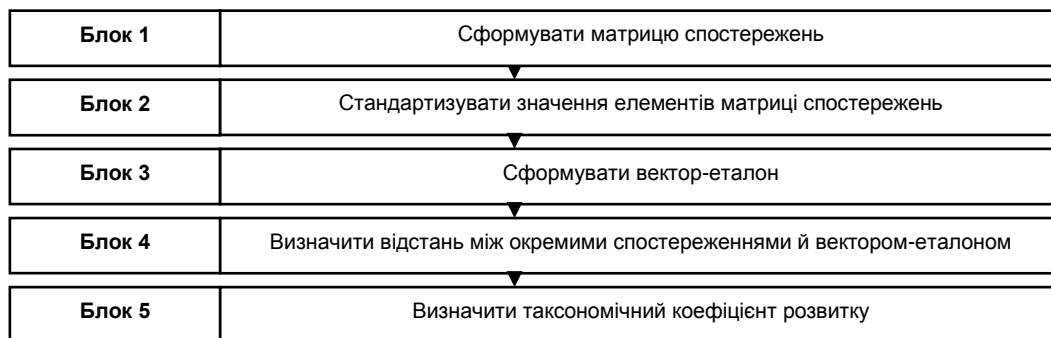 Блок 1 Сформувати матрицю спостережень
Блок 2 Стандартизувати значення елементів матриці спостережень
Блок 3 Сформувати вектор-еталон
Блок 4 Визначити відстань між окремими спостереженнями й вектором-еталоном
Блок 5 Визначити таксономічний коефіцієнт розвитку